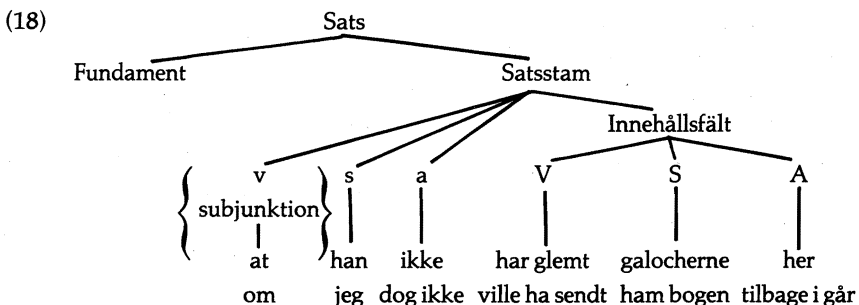 (18) Sats
Fundament Satsstam
Innehållsfält
v s a V S A
subjunktion
at han ikke har glemt galocherne her
om jeg dog ikke ville ha sendt ham bogen tilbage i går